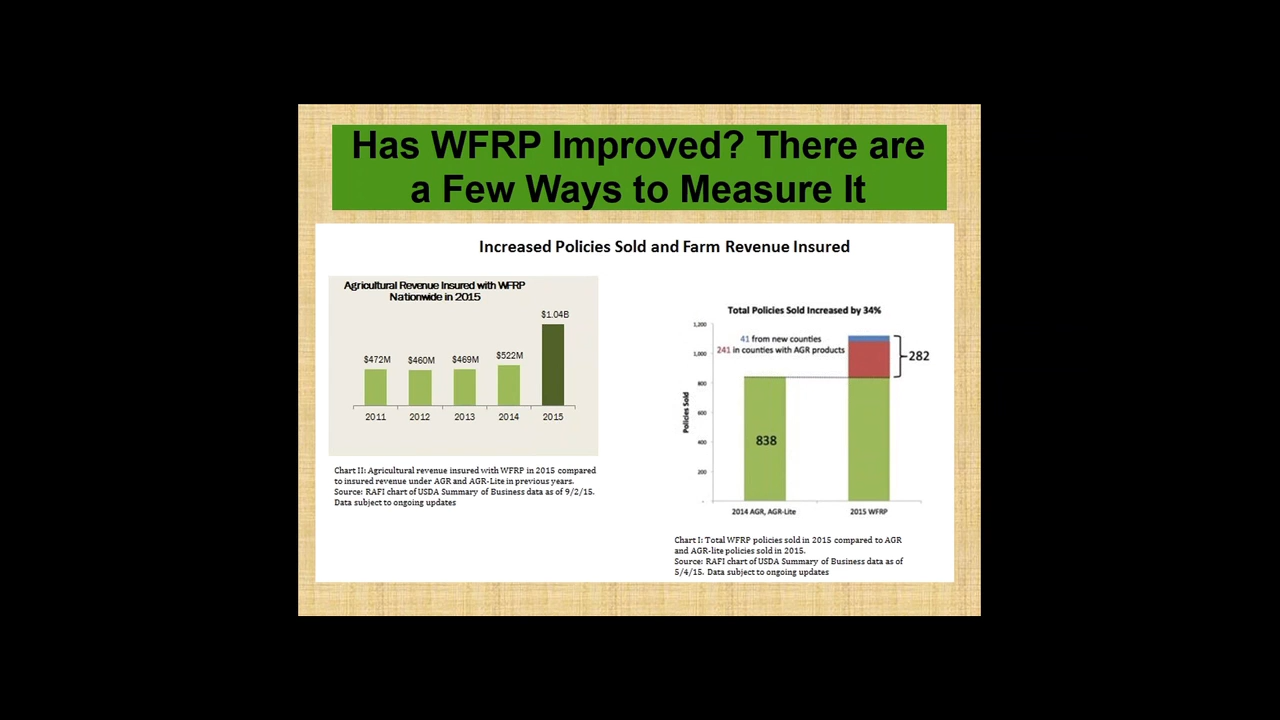 Has WFRP Improved? There are
a Few Ways to Measure It
Increased Policies Sold and Farm Revenue Insured
Agricultural Revenue Insured with WFRP
Nationwide in 2015
$472M
$460M
$469M
$522M
$1.04B
2011
2012
2013
2014
2015
Chart II: Agricultural revenue insured with WFRP in 2015 compared
to insured revenue under AGR and AGR-Lite in previous years.
Source: RAFI chart of USDA Summary of Business data as of 9/2/15.
Data subject to ongoing updates
Total Policies Sold Increased by 34%
1,200
1,000
800
600
400
200
-
Policies Sold
41 from new counties
241 in counties with AGR products
282
838
2014 AGR, AGR-Lite
2015 WFRP
Chart I: Total WFRP policies sold in 2015 compared to AGR
and AGR-lite policies sold in 2015.
Source: RAFI chart of USDA Summary of Business data as of
5/4/15. Data subject to ongoing updates